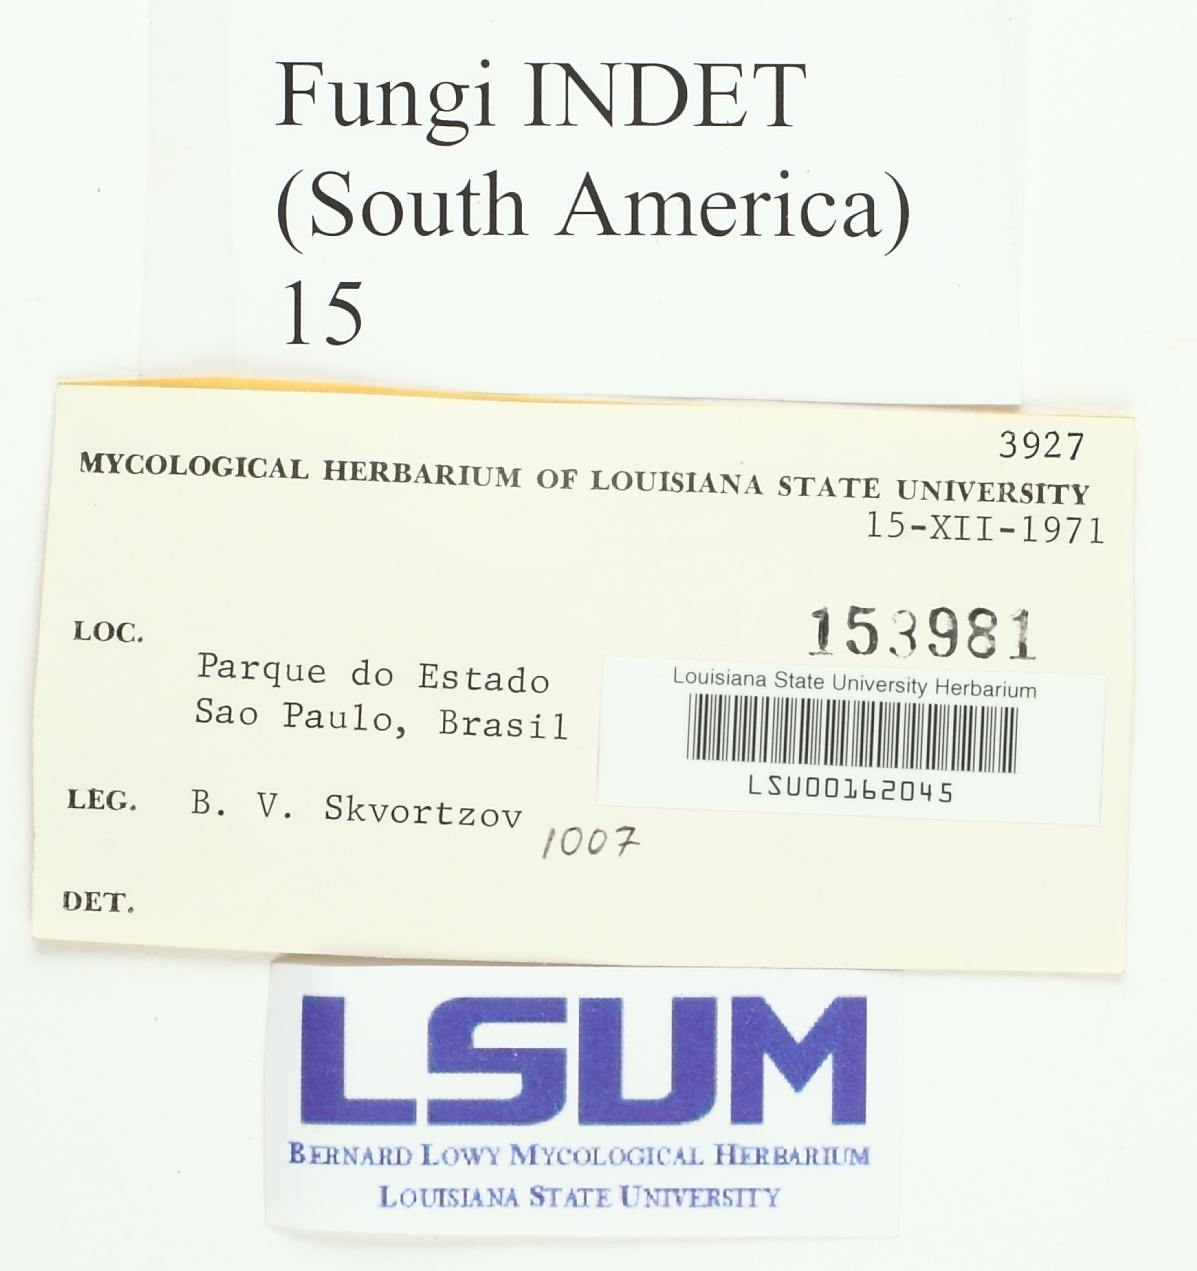 Fungi INDET
(South America)
15
3927
MYCOLOGICAL HERBARIUM OF LOUISIANA STATE UNIVERSITY
15-XII-1971
153981
LOC.
Parque do Estado
Sao Paulo, Brasil
Louisiana State University Herbarium
LSU00162045
LEG. B. V. Skvortzov
1007
DET.
LSUM
BERNARD LOWY MYCOLOGICAL HERBARIUM
LOUISIANA STATE UNIVERSITY